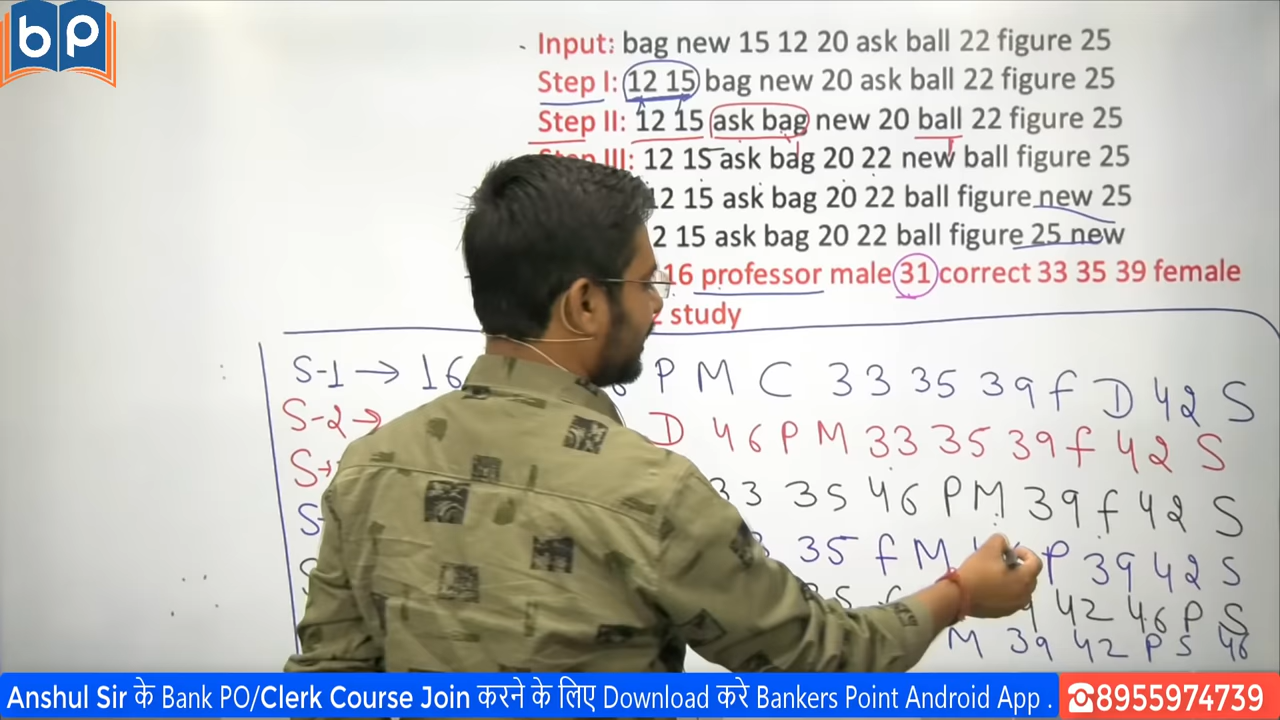 bp
Input: bag new 15 12 20 ask ball 22 figure 25
Step I: 12 15 bag new 20 ask ball 22 figure 25
Step II: 12 15 ask bag new 20 ball 22 figure 25
Step III: 12 15 ask bag 20 22 new ball figure 25
12 15 ask bag 20 22 ball figure new 25
2 15 ask bag 20 22 ball figure 25 new
16 professor male 31 correct 33 35 39 female
2 study
S-1 → 16 P M C 33 35 39 f D 42 S
S-2 → D 46 P M 33 35 39 f 42 S
33 35 46 P M 39 f 42 S
35 f M P 39 42 S
42 46 P S
M 39 42 P S 46
Anshul Sir के Bank PO/Clerk Course Join करने के लिए Download करे Bankers Point Android App .
☎8955974739